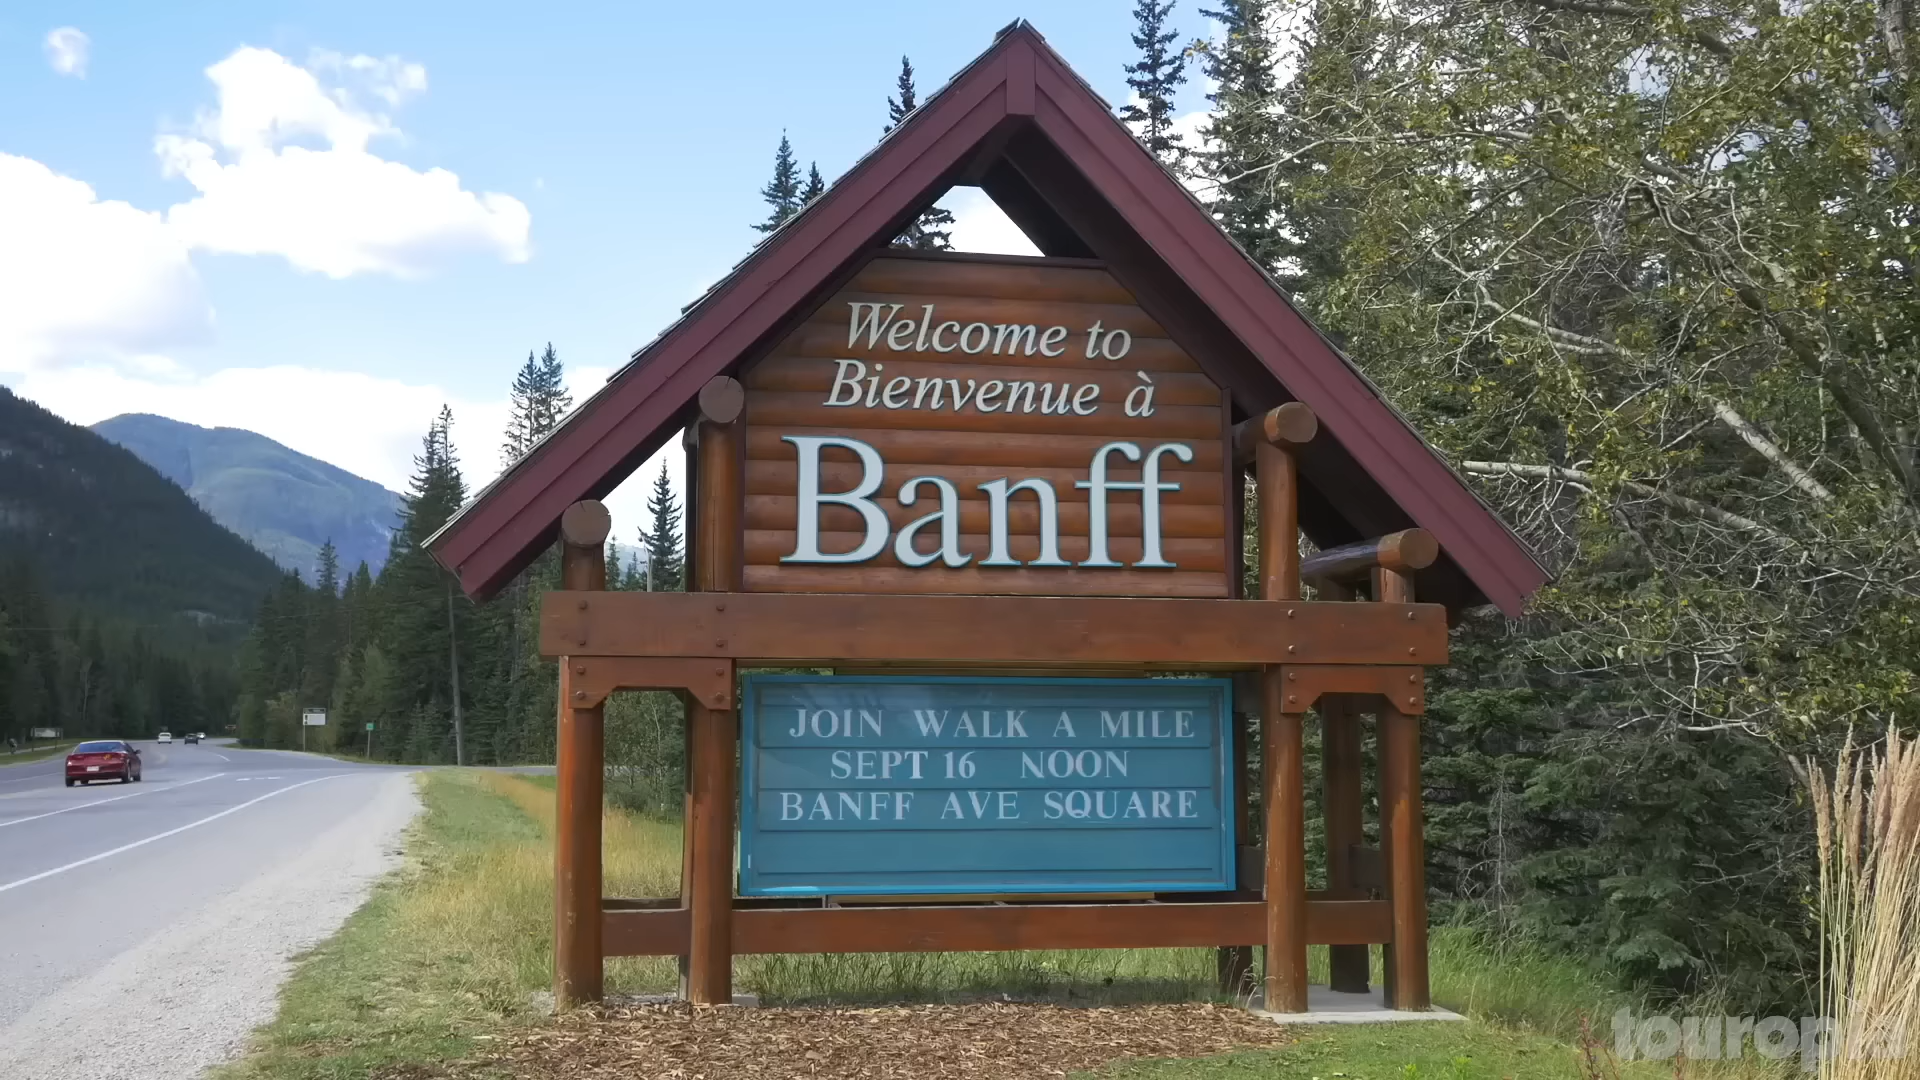 Welcome to
Bienvenue à
Banff
JOIN WALK A MILE
SEPT 16 NOON
BANFF AVE SQUARE
touropia